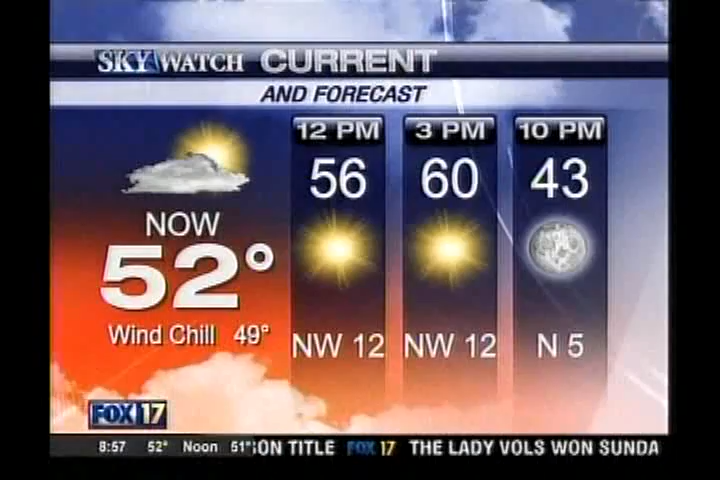 SKYWATCH CURRENT
AND FORECAST
12 PM 3 PM 10 PM
56 60 43
NOW
52°
Wind Chill 49°
NW 12 NW 12 N 5
FOX 17
8:57 52° Noon 51° ON TITLE FOX 17 THE LADY VOLS WON SUNDA